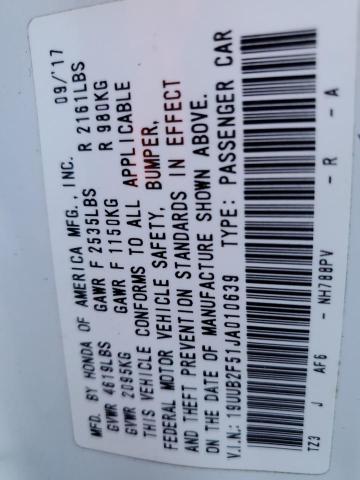 MFD. BY HONDA OF AMERICA MFG., INC. 09/'17
GVWR 4619LBS GAWR F 2535LBS R 2161LBS
GVWR 2095KG GAWR F 1150KG R 980KG
THIS VEHICLE CONFORMS TO ALL APPLICABLE
FEDERAL MOTOR VEHICLE SAFETY, BUMPER,
AND THEFT PREVENTION STANDARDS IN EFFECT
ON THE DATE OF MANUFACTURE SHOWN ABOVE.
V.I.N.: 19UUB2F51JA010639 TYPE: PASSENGER CAR
TZ3 J AF6 - NH788PV - R - A